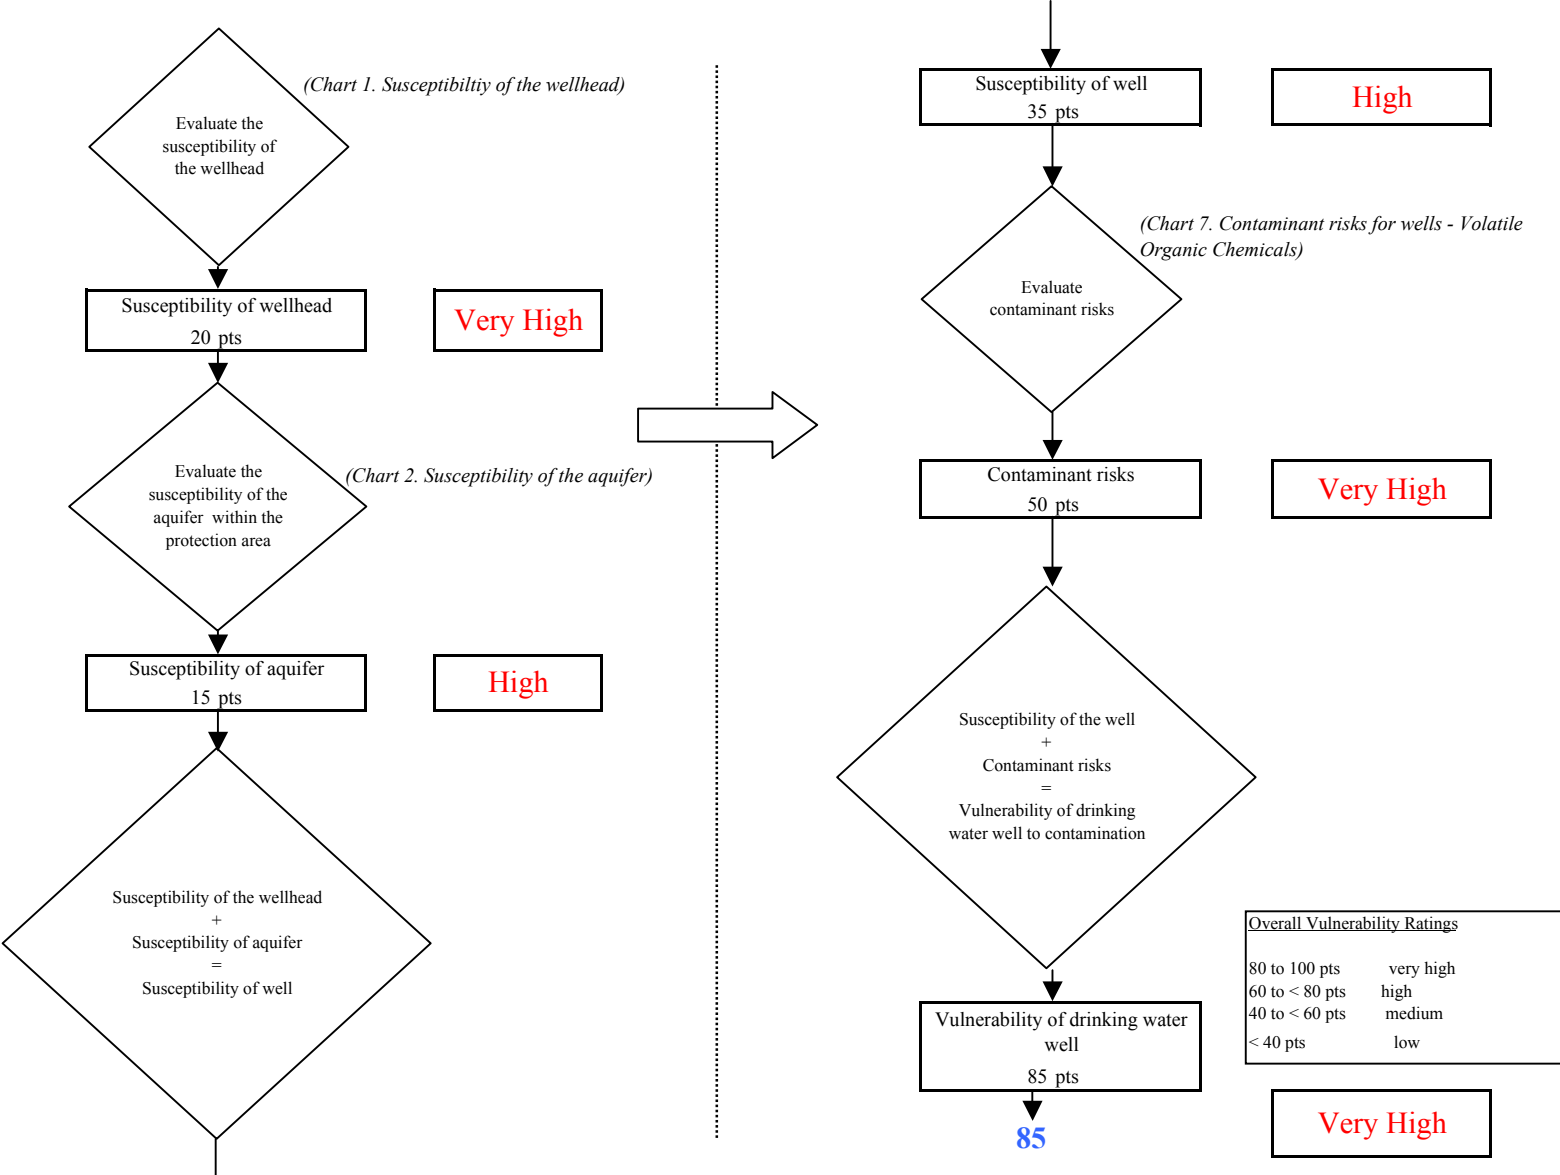 (Chart 1. Susceptibiltiy of the wellhead)
Evaluate the
susceptibility of
the wellhead
Susceptibility of wellhead
20 pts
Very High
Evaluate the
susceptibility of the
aquifer within the
protection area
(Chart 2. Susceptibility of the aquifer)
Susceptibility of aquifer
15 pts
High
Susceptibility of the wellhead
+
Susceptibility of aquifer
=
Susceptibility of well
Susceptibility of well
35 pts
High
(Chart 7. Contaminant risks for wells - Volatile
Organic Chemicals)
Evaluate
contaminant risks
Contaminant risks
50 pts
Very High
Susceptibility of the well
+
Contaminant risks
=
Vulnerability of drinking
water well to contamination
Overall Vulnerability Ratings
80 to 100 pts very high
60 to < 80 pts high
40 to < 60 pts medium
< 40 pts low
Vulnerability of drinking water
well
85 pts
85
Very High